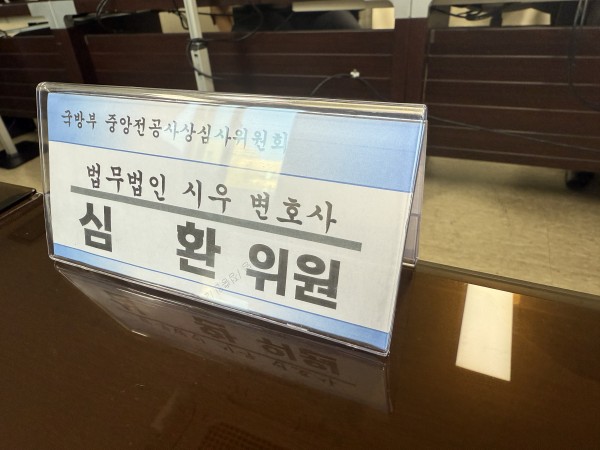 국방부 중앙전공사상심사위원회
법무법인 시우 변호사
심 환 위원